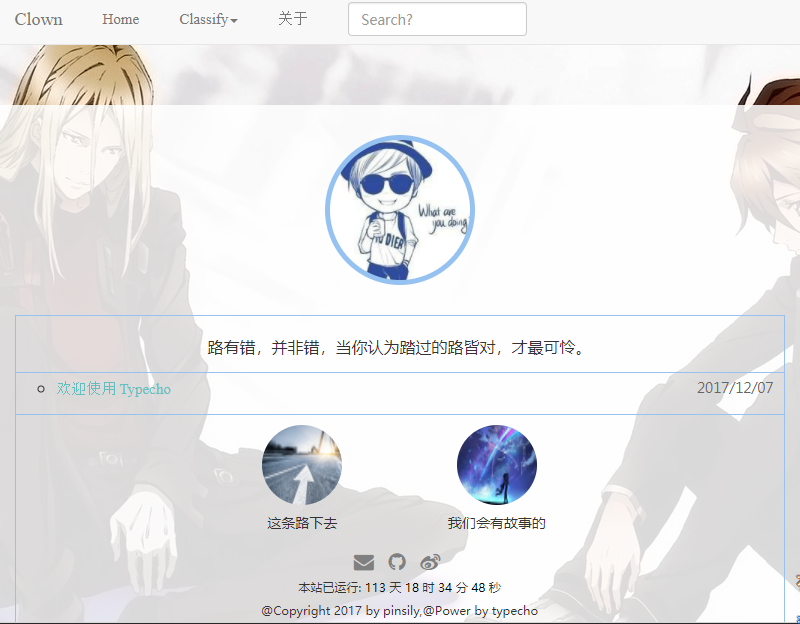 Clown Home Classify 关于 Search?
What are
you doing
DIER
路有错，并非错，当你认为踏过的路皆对，才最可怜。
欢迎使用 Typecho 2017/12/07
这条路下去 我们会有故事的
本站已运行: 113 天 18 时 34 分 48 秒
@Copyright 2017 by pinsily,@Power by typecho